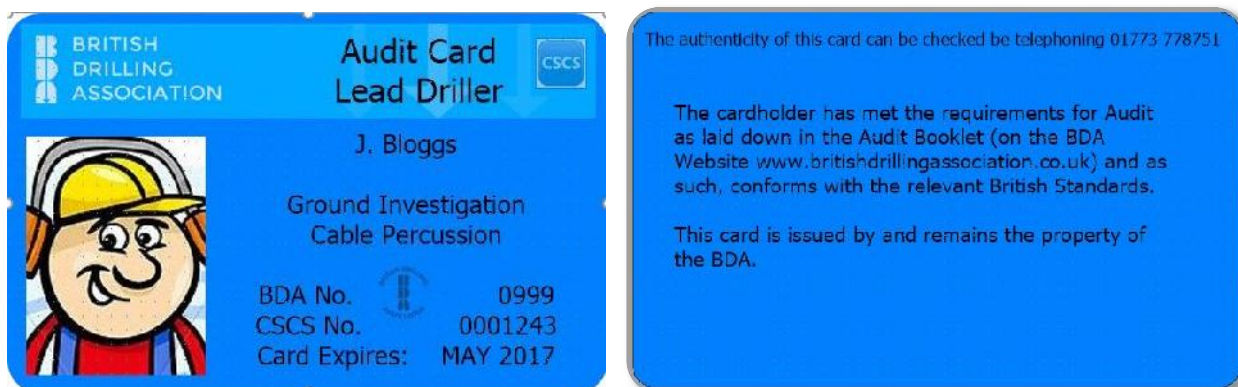 BRITISH
DRILLING
ASSOCIATION
Audit Card
Lead Driller
CSCS
J. Bloggs
Ground Investigation
Cable Percussion
BDA No. 0999
CSCS No. 0001243
Card Expires: MAY 2017
The authenticity of this card can be checked be telephoning 01773 778751
The cardholder has met the requirements for Audit
as laid down in the Audit Booklet (on the BDA
Website www.britishdrillingassociation.co.uk) and as
such, conforms with the relevant British Standards.
This card is issued by and remains the property of
the BDA.